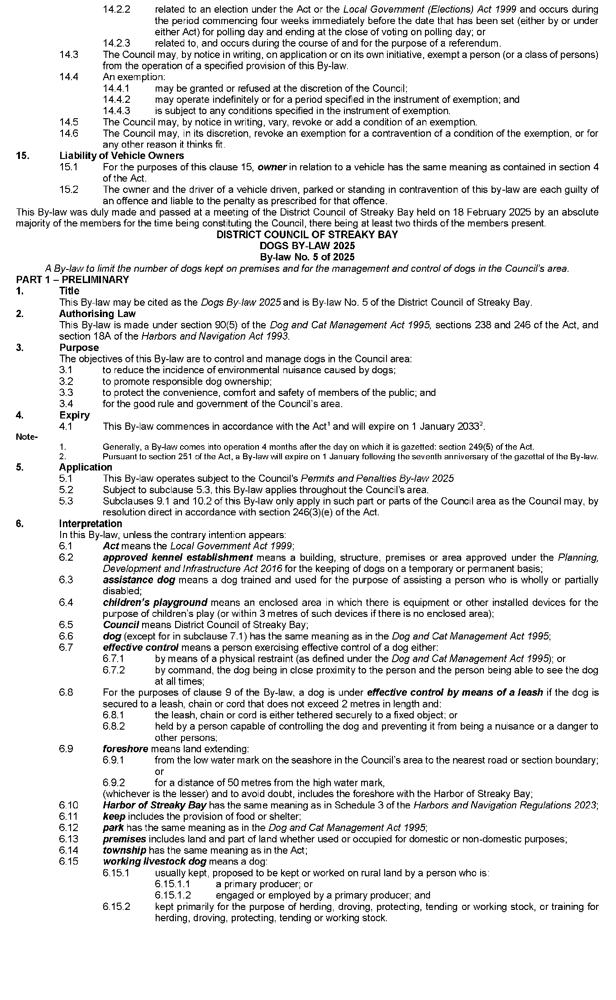 14.2.2 related to an election under the Act or the Local Government (Elections) Act 1999 and occurs during
the period commencing four weeks immediately before the date that has been set (either by or under
either Act) for polling day and ending at the close of voting on polling day; or
14.2.3 related to, and occurs during the course of and for the purpose of a referendum.
14.3 The Council may, by notice in writing, on application or on its own initiative, exempt a person (or a class of persons)
from the operation of a specified provision of this By-law.
14.4 An exemption:
14.4.1 may be granted or refused at the discretion of the Council;
14.4.2 may operate indefinitely or for a period specified in the instrument of exemption; and
14.4.3 is subject to any conditions specified in the instrument of exemption.
14.5 The Council may, by notice in writing, vary, revoke or add a condition of an exemption.
14.6 The Council may, in its discretion, revoke an exemption for a contravention of a condition of the exemption, or for
any other reason it thinks fit.
15. Liability of Vehicle Owners
15.1 For the purposes of this clause 15, owner in relation to a vehicle has the same meaning as contained in section 4
of the Act.
15.2 The owner and the driver of a vehicle driven, parked or standing in contravention of this by-law are each guilty of
an offence and liable to the penalty as prescribed for that offence.
This By-law was duly made and passed at a meeting of the District Council of Streaky Bay held on 18 February 2025 by an absolute
majority of the members for the time being constituting the Council, there being at least two thirds of the members present.
DISTRICT COUNCIL OF STREAKY BAY
DOGS BY-LAW 2025
By-law No. 5 of 2025
A By-law to limit the number of dogs kept on premises and for the management and control of dogs in the Council's area.
PART 1 – PRELIMINARY
1. Title
This By-law may be cited as the Dogs By-law 2025 and is By-law No. 5 of the District Council of Streaky Bay.
2. Authorising Law
This By-law is made under section 90(5) of the Dog and Cat Management Act 1995, sections 238 and 246 of the Act, and
section 18A of the Harbors and Navigation Act 1993.
3. Purpose
The objectives of this By-law are to control and manage dogs in the Council area:
3.1 to reduce the incidence of environmental nuisance caused by dogs;
3.2 to promote responsible dog ownership;
3.3 to protect the convenience, comfort and safety of members of the public; and
3.4 for the good rule and government of the Council's area.
4. Expiry
4.1 This By-law commences in accordance with the Act¹ and will expire on 1 January 2033².
Note-
1. Generally, a By-law comes into operation 4 months after the day on which it is gazetted: section 249(5) of the Act.
2. Pursuant to section 251 of the Act, a By-law will expire on 1 January following the seventh anniversary of the gazettal of the By-law.
5. Application
5.1 This By-law operates subject to the Council's Permits and Penalties By-law 2025
5.2 Subject to subclause 5.3, this By-law applies throughout the Council's area.
5.3 Subclauses 9.1 and 10.2 of this By-law only apply in such part or parts of the Council area as the Council may, by
resolution direct in accordance with section 246(3)(e) of the Act.
6. Interpretation
In this By-law, unless the contrary intention appears:
6.1 Act means the Local Government Act 1999;
6.2 approved kennel establishment means a building, structure, premises or area approved under the Planning,
Development and Infrastructure Act 2016 for the keeping of dogs on a temporary or permanent basis;
6.3 assistance dog means a dog trained and used for the purpose of assisting a person who is wholly or partially
disabled;
6.4 children's playground means an enclosed area in which there is equipment or other installed devices for the
purpose of children's play (or within 3 metres of such devices if there is no enclosed area);
6.5 Council means District Council of Streaky Bay;
6.6 dog (except for in subclause 7.1) has the same meaning as in the Dog and Cat Management Act 1995;
6.7 effective control means a person exercising effective control of a dog either:
6.7.1 by means of a physical restraint (as defined under the Dog and Cat Management Act 1995); or
6.7.2 by command, the dog being in close proximity to the person and the person being able to see the dog
at all times;
6.8 For the purposes of clause 9 of the By-law, a dog is under effective control by means of a leash if the dog is
secured to a leash, chain or cord that does not exceed 2 metres in length and:
6.8.1 the leash, chain or cord is either tethered securely to a fixed object; or
6.8.2 held by a person capable of controlling the dog and preventing it from being a nuisance or a danger to
other persons;
6.9 foreshore means land extending:
6.9.1 from the low water mark on the seashore in the Council's area to the nearest road or section boundary;
or
6.9.2 for a distance of 50 metres from the high water mark,
(whichever is the lesser) and to avoid doubt, includes the foreshore with the Harbor of Streaky Bay;
6.10 Harbor of Streaky Bay has the same meaning as in Schedule 3 of the Harbors and Navigation Regulations 2023;
6.11 keep includes the provision of food or shelter;
6.12 park has the same meaning as in the Dog and Cat Management Act 1995;
6.13 premises includes land and part of land whether used or occupied for domestic or non-domestic purposes;
6.14 township has the same meaning as in the Act;
6.15 working livestock dog means a dog:
6.15.1 usually kept, proposed to be kept or worked on rural land by a person who is:
6.15.1.1 a primary producer; or
6.15.1.2 engaged or employed by a primary producer; and
6.15.2 kept primarily for the purpose of herding, droving, protecting, tending or working stock, or training for
herding, droving, protecting, tending or working stock.